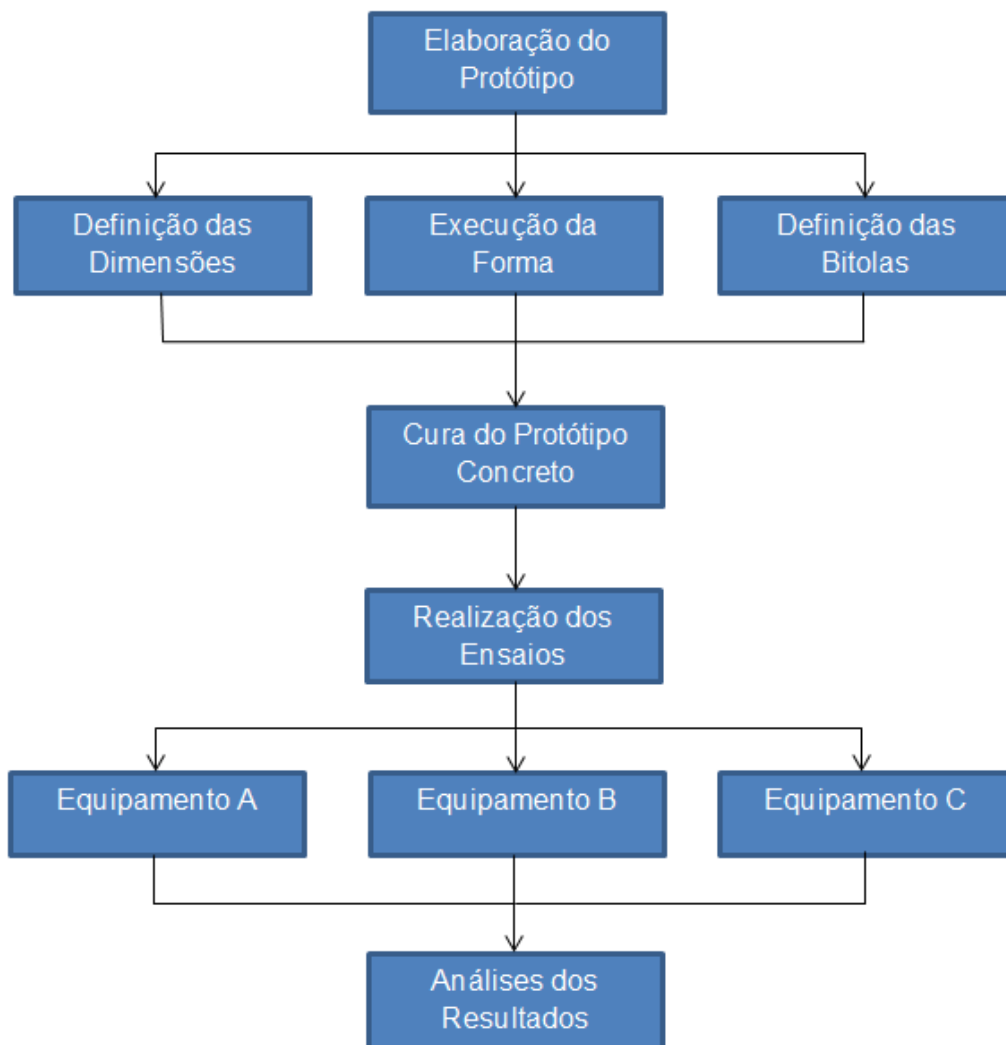 Elaboração do
Protótipo
Definição das
Dimensões
Execução da
Forma
Definição das
Bitolas
Cura do Protótipo
Concreto
Realização dos
Ensaios
Equipamento A
Equipamento B
Equipamento C
Análises dos
Resultados